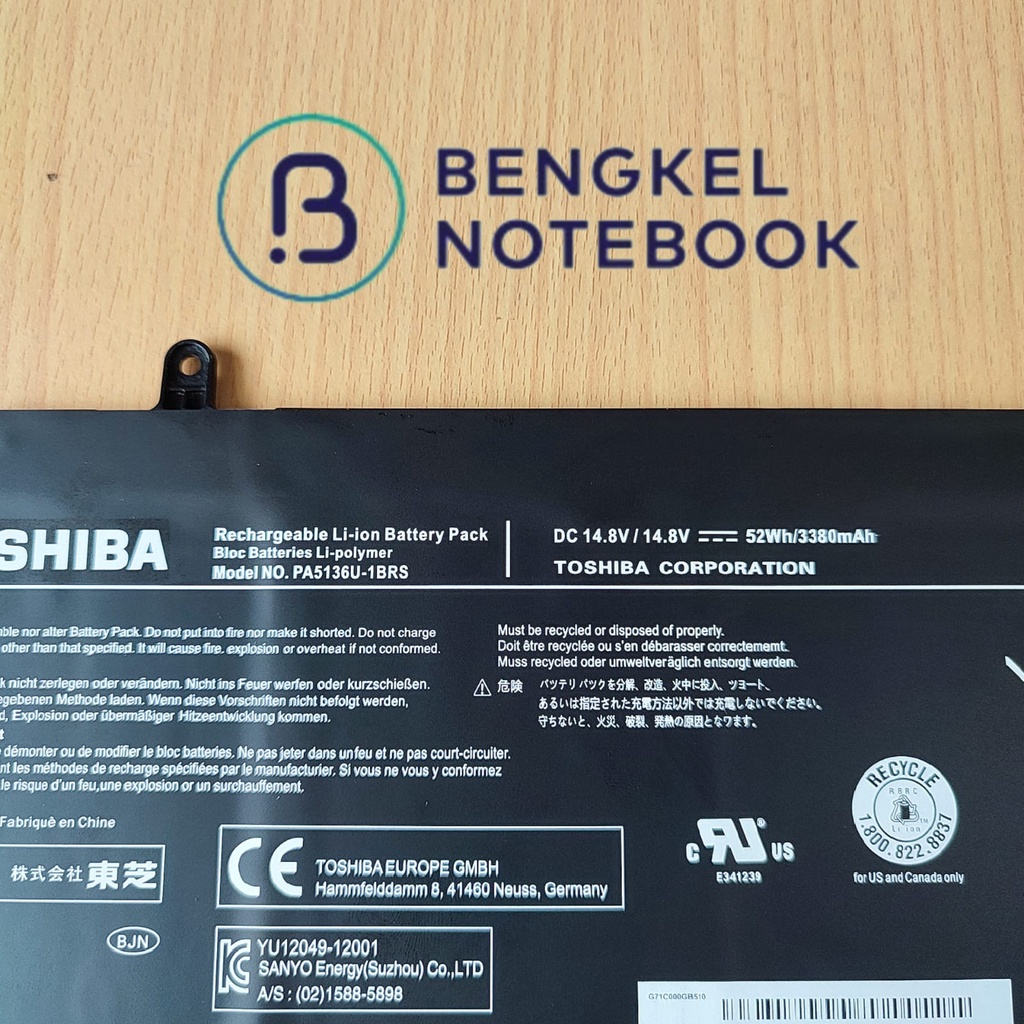 BENGKEL
NOTEBOOK
SHIBA
Rechargeable Li-ion Battery Pack
Bloc Batteries Li-polymer
Model NO. PA5136U-1BRS
DC 14.8V / 14.8V ⎓ 52Wh/3380mAh
TOSHIBA CORPORATION
nor alter Battery Pack. Do not put into fire nor make it shorted. Do not charge
other than that specified. It will cause fire. explosion or overheat if not conformed.
nicht zerlegen oder verändern. Nicht ins Feuer werfen oder kurzschießen.
Methode laden. Wenn diese Vorschriften nicht befolgt werden,
Explosion oder übermäßiger Hitzeentwicklung kommen.
démonter ou de modifier le bloc batteries. Ne pas jeter dans un feu et ne pas court-circuiter.
les méthodes de recharge spécifiées par le manufacturier. Si vous ne vous y conformez
le risque d'un feu, une explosion or un surchauffement.
Fabriquè en Chine
Must be recycled or disposed of properly.
Doit être recyclée ou s'en débarasser correctememt.
Muss recycled oder umweltveräglich entsorgt werden.
危険 バッテリ パックを分解、改造、火中に投入、ショート、
あるいは指定された充電方法以外では充電しないでください。
守ちないと、火災、破裂、発熱の原因となります。
株式会社 東芝
BJN
CE
TOSHIBA EUROPE GMBH
Hammfelddamm 8, 41460 Neuss, Germany
YU12049-12001
SANYO Energy(Suzhou) Co.,LTD
A/S : (02)1588-5898
c RU ® US
E341239
RECYCLE
RBRC
Li-ion
TM
1.800.822.8837
for US and Canada only
G71C000GB510